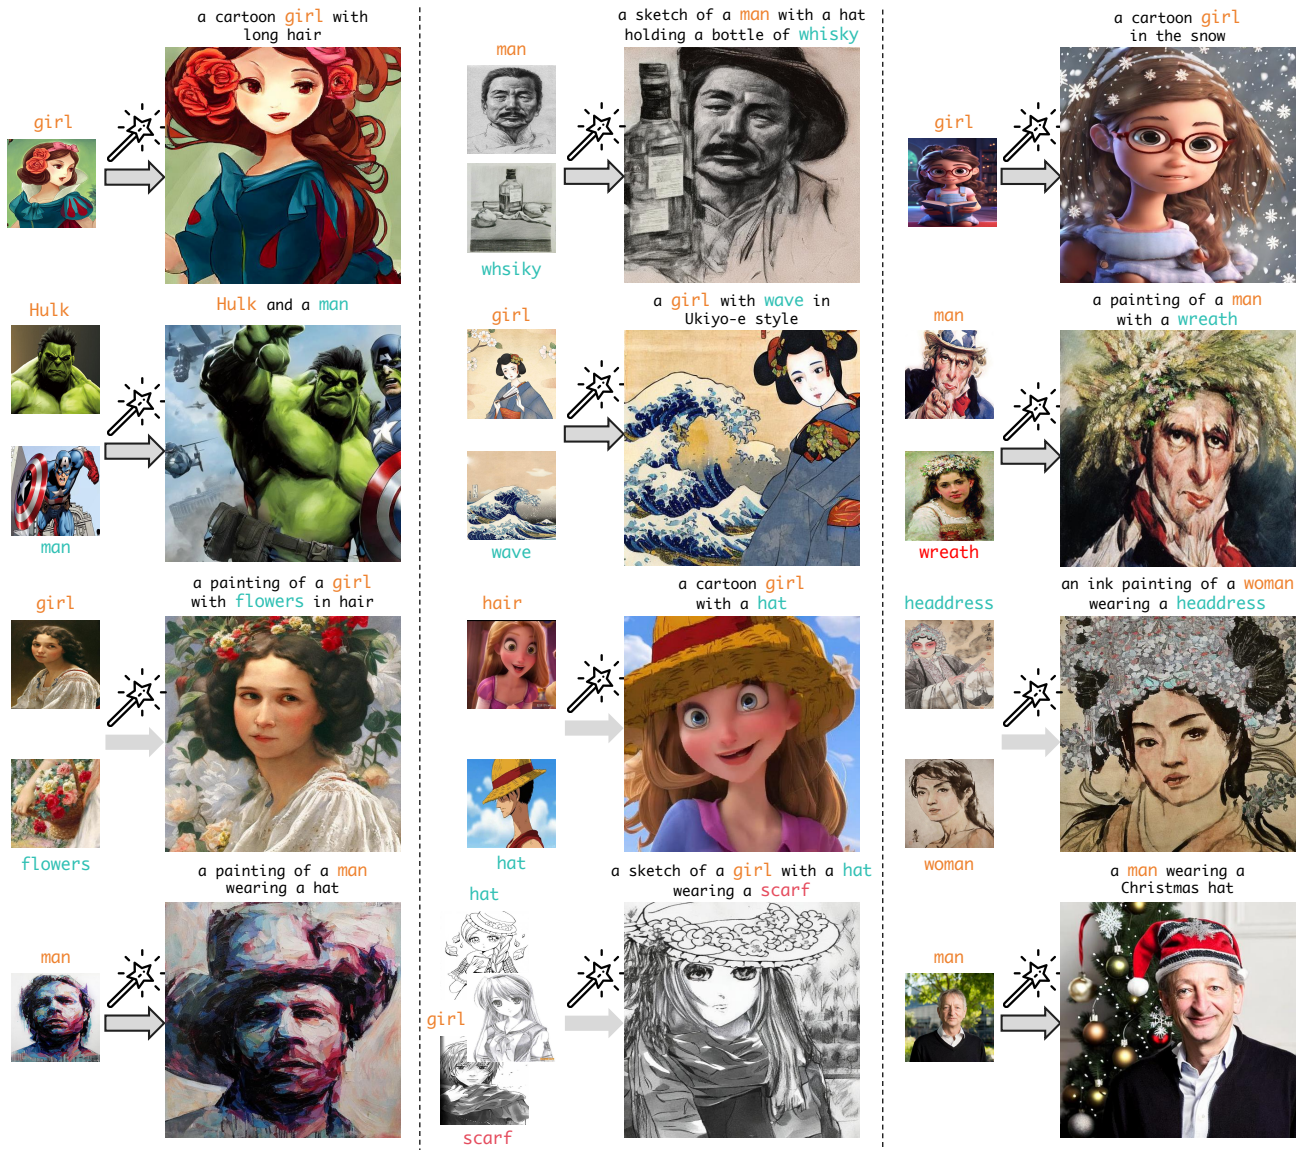 a cartoon girl with
long hair
girl
Hulk and a man
Hulk
man
a painting of a girl
with flowers in hair
girl
flowers
a painting of a man
wearing a hat
man
a sketch of a man with a hat
holding a bottle of whisky
man
whsiky
a girl with wave in
Ukiyo-e style
girl
wave
a cartoon girl
with a hat
hair
hat
a sketch of a girl with a hat
wearing a scarf
hat
girl
scarf
a cartoon girl
in the snow
girl
a painting of a man
with a wreath
man
wreath
an ink painting of a woman
wearing a headdress
headdress
woman
a man wearing a
Christmas hat
man